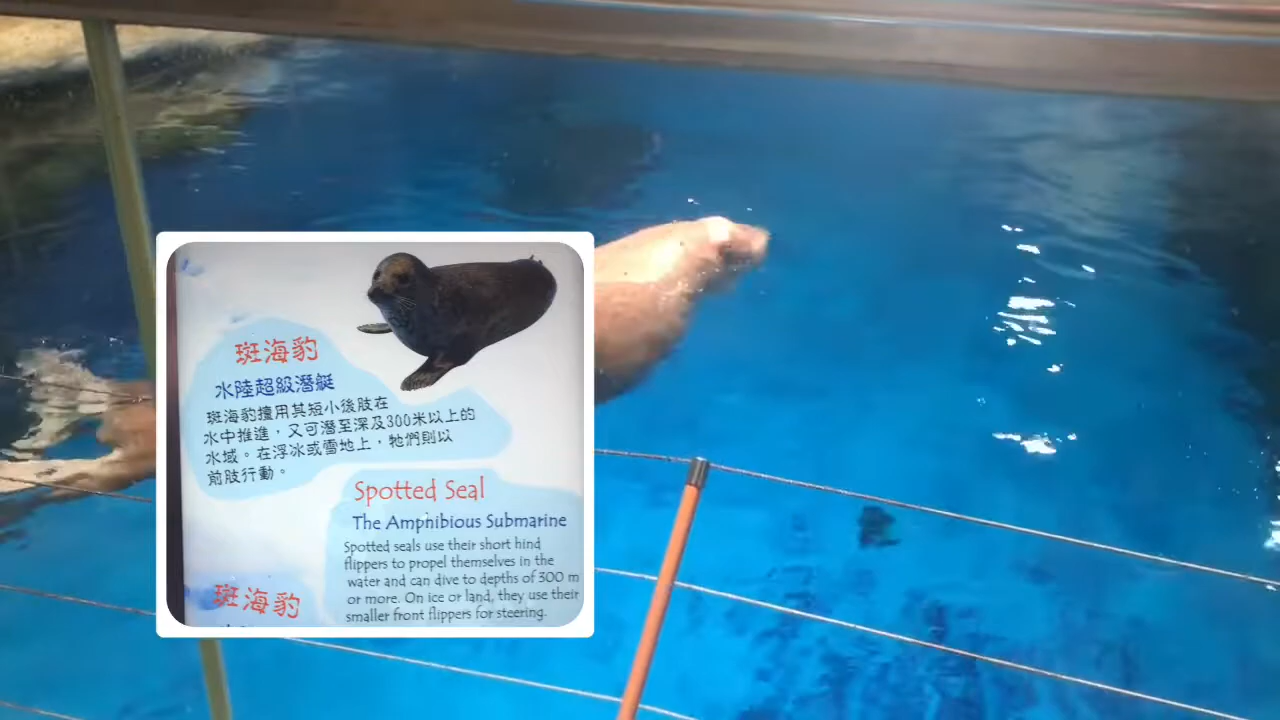 斑海豹
水陸超級潛艇
斑海豹擅用其短小後肢在
水中推進，又可潛至深及300米以上的
水域。在浮冰或雪地上，牠們則以
前肢行動。
Spotted Seal
The Amphibious Submarine
Spotted seals use their short hind
flippers to propel themselves in the
water and can dive to depths of 300 m
or more. On ice or land, they use their
smaller front flippers for steering.
斑海豹